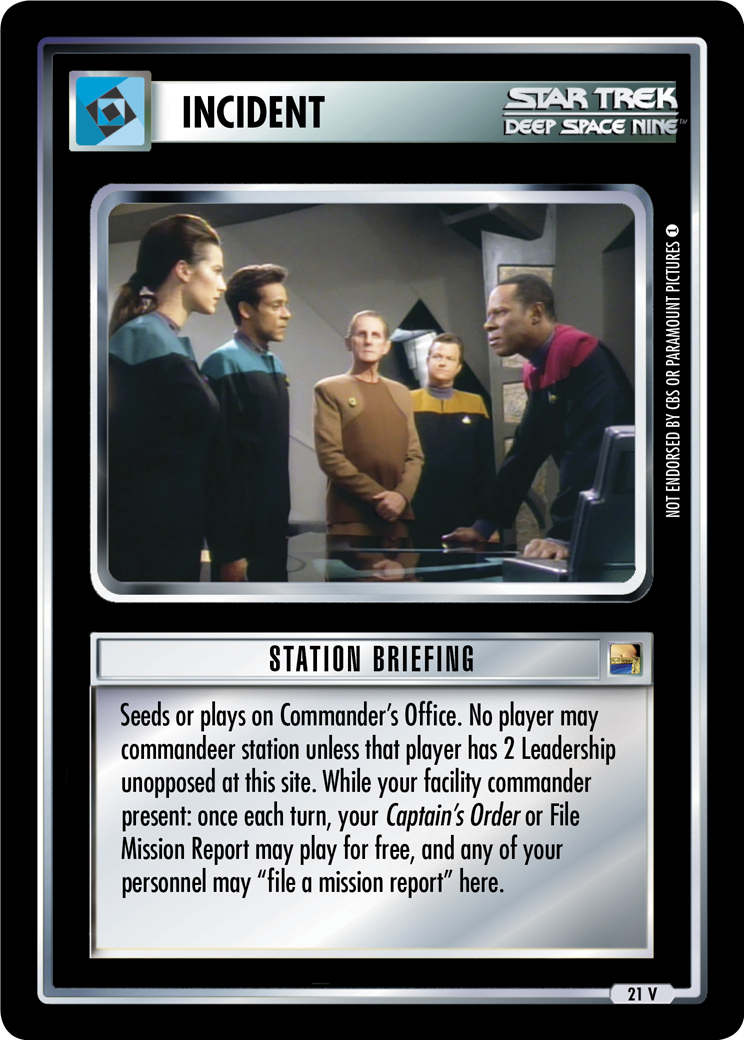 INCIDENT
STAR TREK
DEEP SPACE NINE™
NOT ENDORSED BY CBS OR PARAMOUNT PICTURES 1
STATION BRIEFING
Seeds or plays on Commander's Office. No player may
commandeer station unless that player has 2 Leadership
unopposed at this site. While your facility commander
present: once each turn, your Captain's Order or File
Mission Report may play for free, and any of your
personnel may “file a mission report” here.
21 V